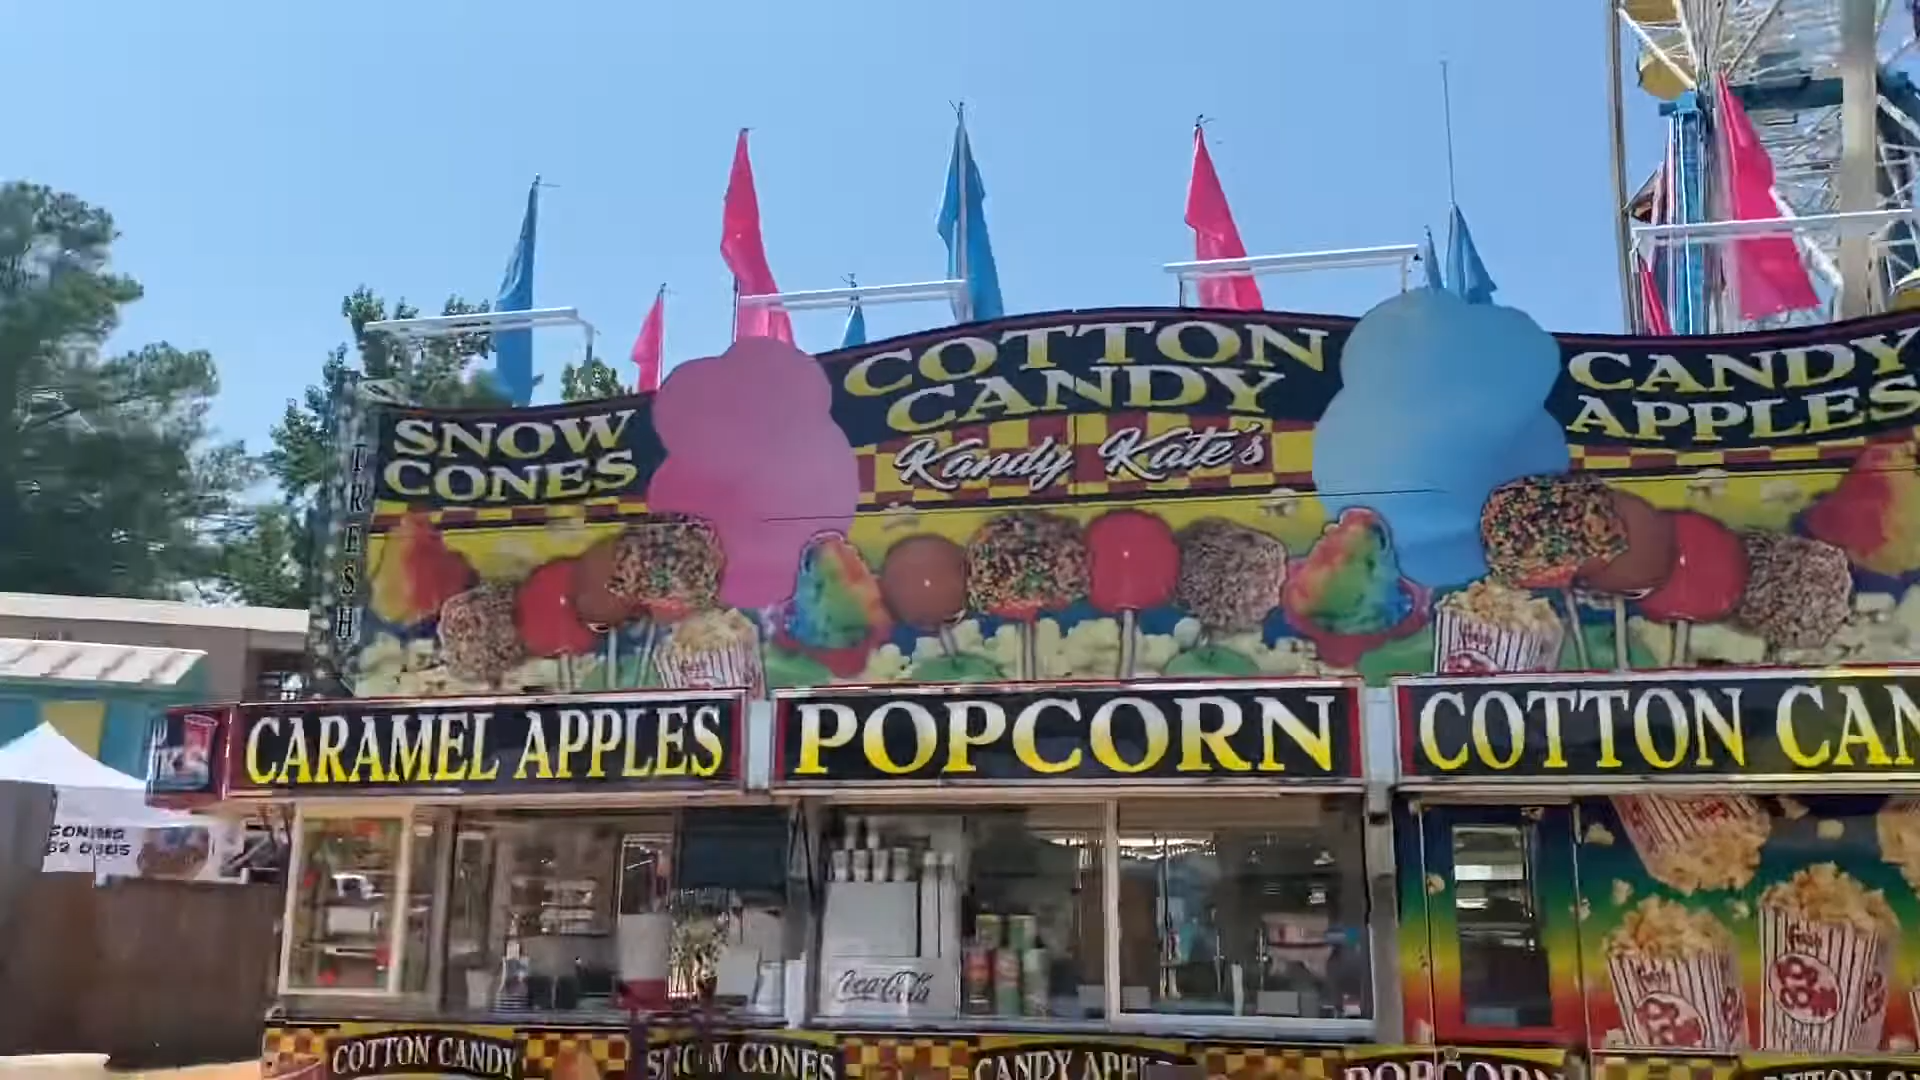 COTTON
CANDY
CANDY
APPLES
SNOW
CONES
Kandy Kate's
FRESH
CARAMEL APPLES
POPCORN
COTTON CAN
Coca-Cola
COTTON CANDY
SNOW CONES
CANDY APPL
POPCORN